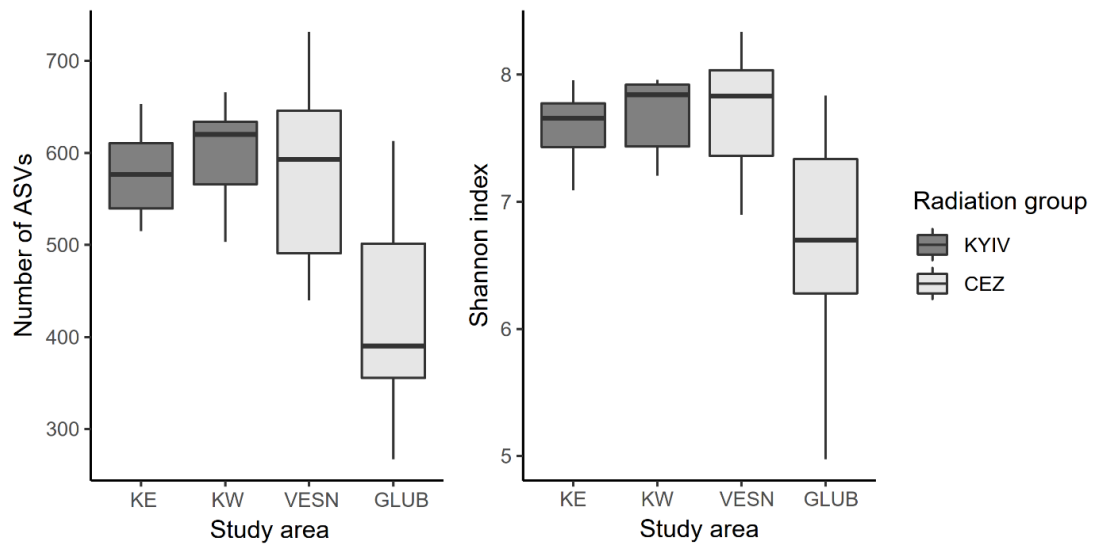 Number of ASVs
700
600
500
400
300
KE KW VESN GLUB
Study area
Shannon index
8
7
6
5
KE KW VESN GLUB
Study area
Radiation group
KYIV
CEZ